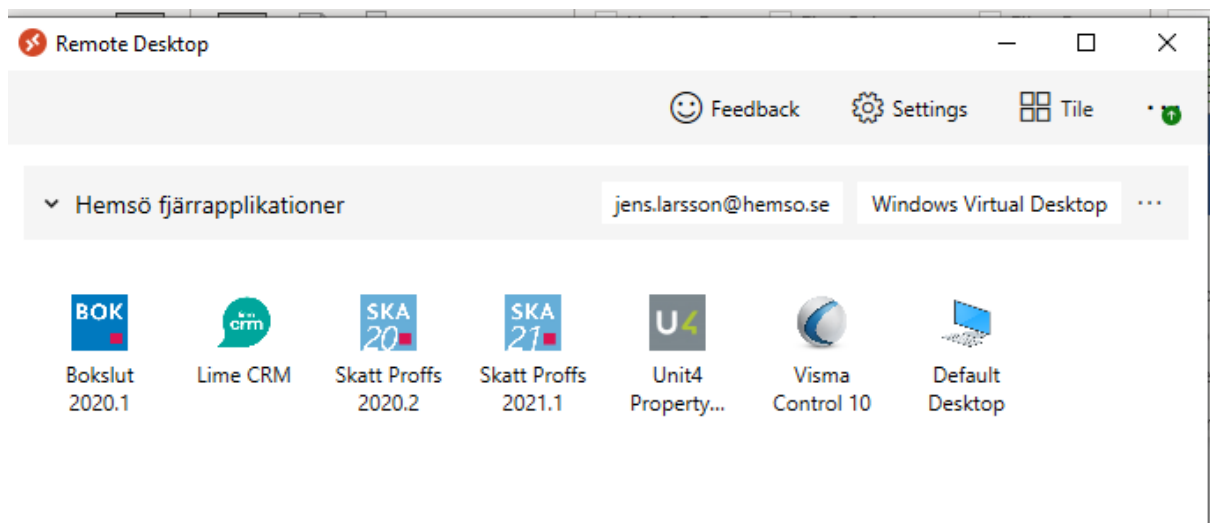 Remote Desktop
Feedback Settings Tile
Hemsö fjärrapplikationer jens.larsson@hemso.se Windows Virtual Desktop
BOK SKA SKA U4
crm 20 21
Bokslut Lime CRM Skatt Proffs Skatt Proffs Unit4 Visma Default
2020.1 2020.2 2021.1 Property... Control 10 Desktop